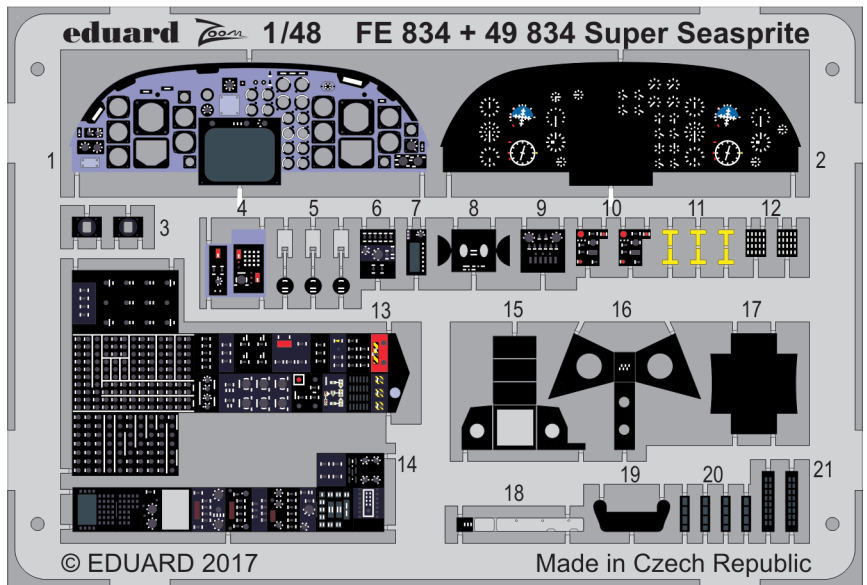 eduard Zoom 1/48 FE 834 + 49 834 Super Seasprite
1 2
3 4 5 6 7 8 9 10 11 12
13 15 16 17
14 18 19 20 21
© EDUARD 2017 Made in Czech Republic